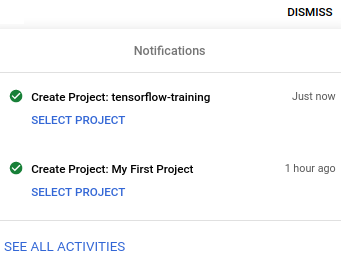 DISMISS
Notifications
Create Project: tensorflow-training Just now
SELECT PROJECT
Create Project: My First Project 1 hour ago
SELECT PROJECT
SEE ALL ACTIVITIES